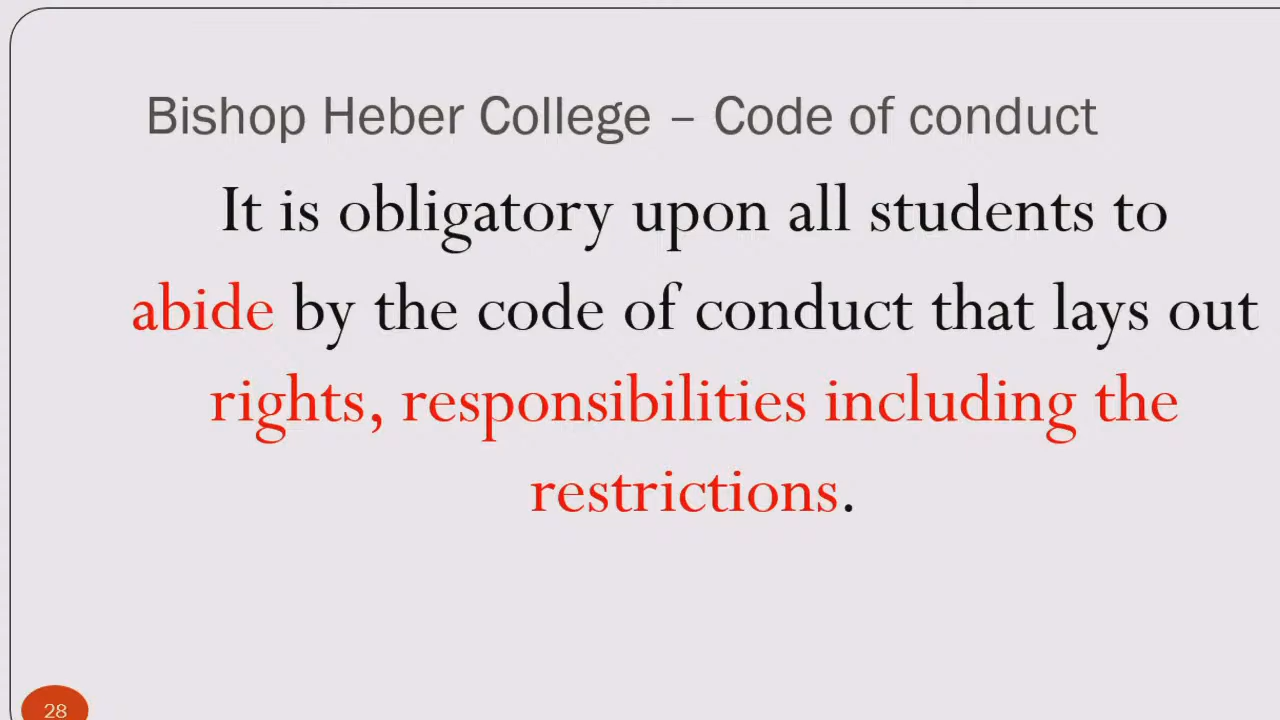 Bishop Heber College – Code of conduct
It is obligatory upon all students to
abide by the code of conduct that lays out
rights, responsibilities including the
restrictions.
28